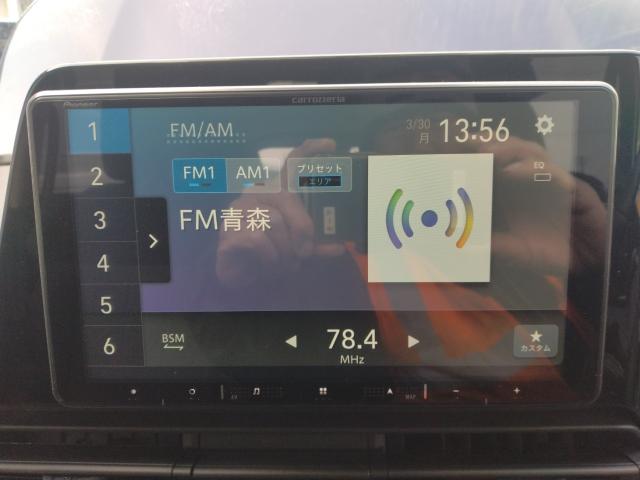 Pioneer carrozzeria
1 FM/AM 3/30 月 13:56
2 FM1 AM1 プリセット エリア EQ
3 FM青森
4
5
6 BSM 78.4 MHz ★ カスタム
AV MAP